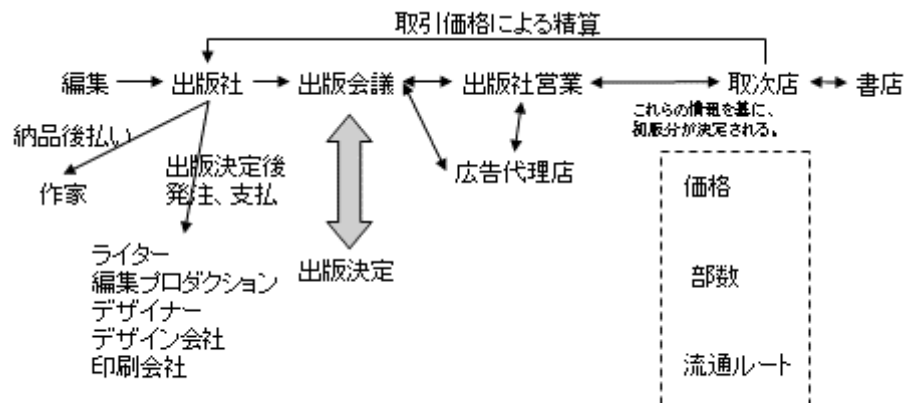 取引価格による精算
編集
出版社
出版会議
出版社営業
取次店
書店
これらの情報を基に、
初版分が決定される。
納品後払い
作家
出版決定後
発注、支払
広告代理店
価格
ライター
編集プロダクション
デザイナー
デザイン会社
印刷会社
出版決定
部数
流通ルート